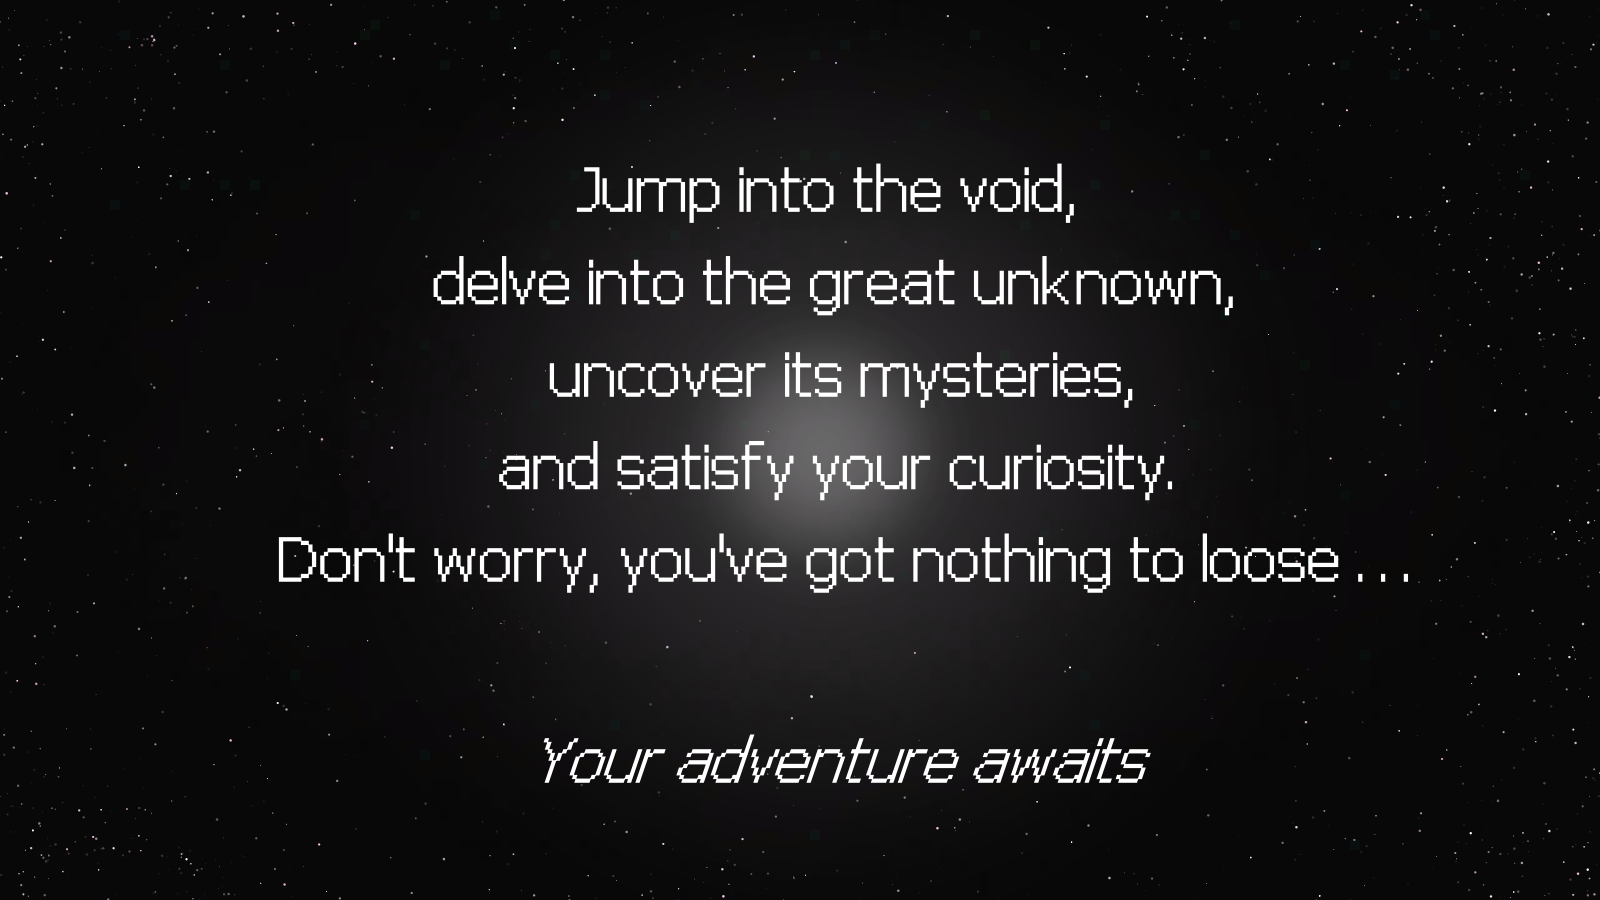 Jump into the void,
delve into the great unknown,
uncover its mysteries,
and satisfy your curiosity.
Don't worry, you've got nothing to loose ...
Your adventure awaits